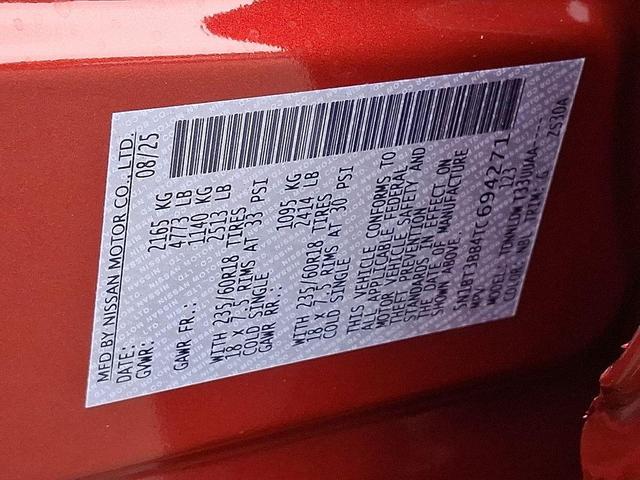 MFD BY NISSAN MOTOR CO., LTD.
DATE: 08/25
GVWR: 2165 KG
4773 LB
GAWR FR.: 1140 KG
2513 LB
WITH 235/60R18 TIRES
18 X 7.5 RIMS AT 33 PSI
COLD SINGLE
GAWR RR.: 1095 KG
2414 LB
WITH 235/60R18 TIRES
18 X 7.5 RIMS AT 30 PSI
COLD SINGLE
THIS VEHICLE CONFORMS TO
ALL APPLICABLE FEDERAL
MOTOR VEHICLE SAFETY AND
THEFT PREVENTION
STANDARDS IN EFFECT ON
THE DATE OF MANUFACTURE
SHOWN ABOVE.
5N1BT3BB4TC694271
MPV 123
MODEL:
COLOR: NBL TRIM: G 2S30A